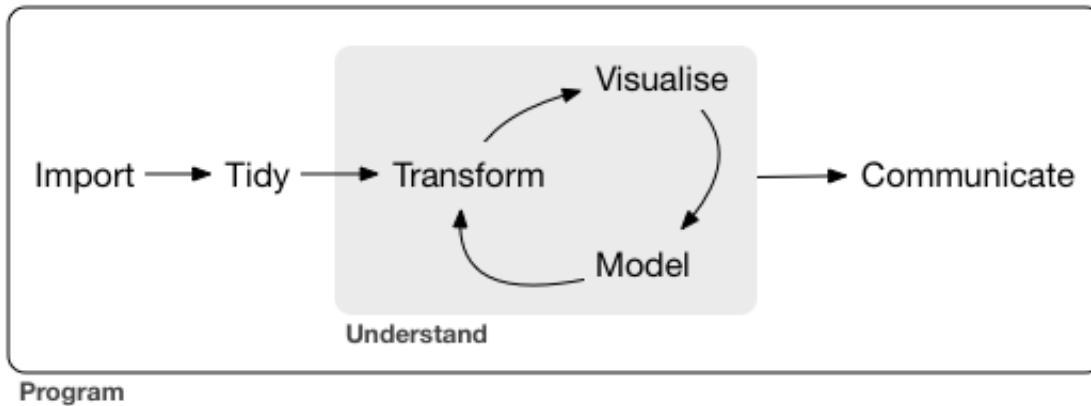 Visualise
Import
Tidy
Transform
Communicate
Model
Understand
Program